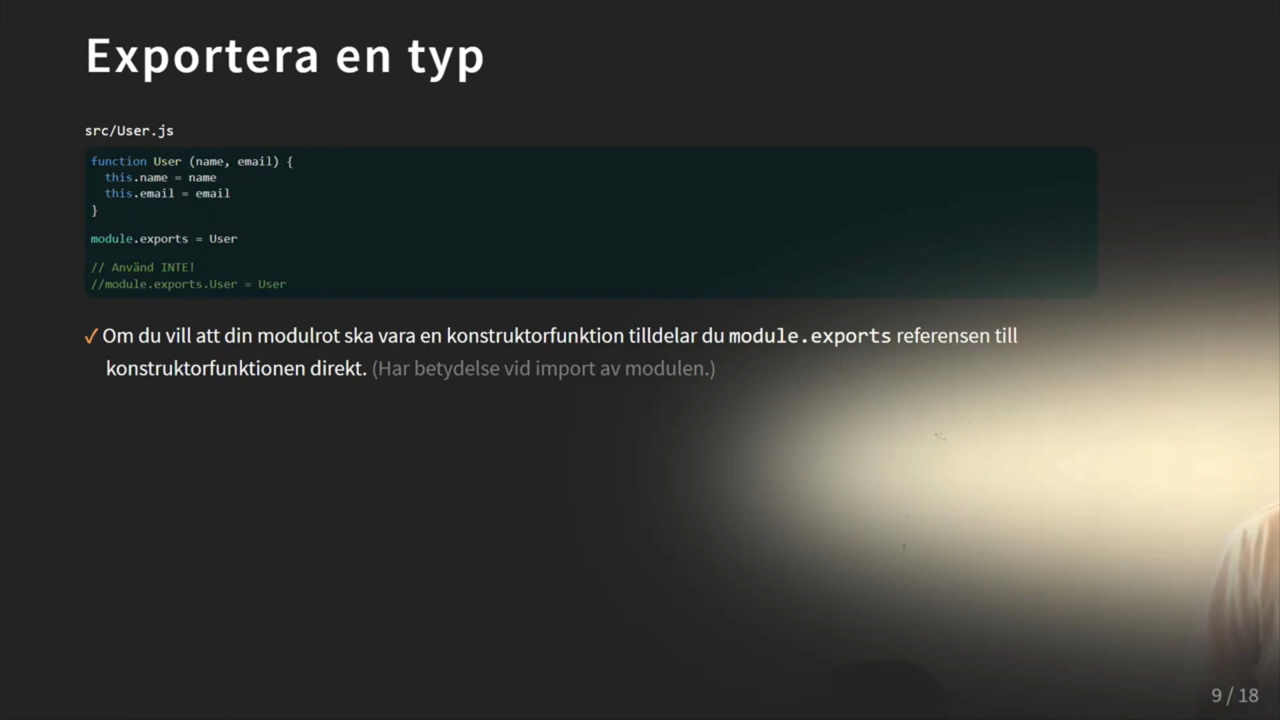 Exportera en typ
src/User.js
function User (name, email) {
  this.name = name
  this.email = email
}
module.exports = User
// Använd INTE!
//module.exports.User = User
✓ Om du vill att din modulrot ska vara en konstruktorfunktion tilldelar du module.exports referensen till
konstruktorfunktionen direkt. (Har betydelse vid import av modulen.)
9 / 18